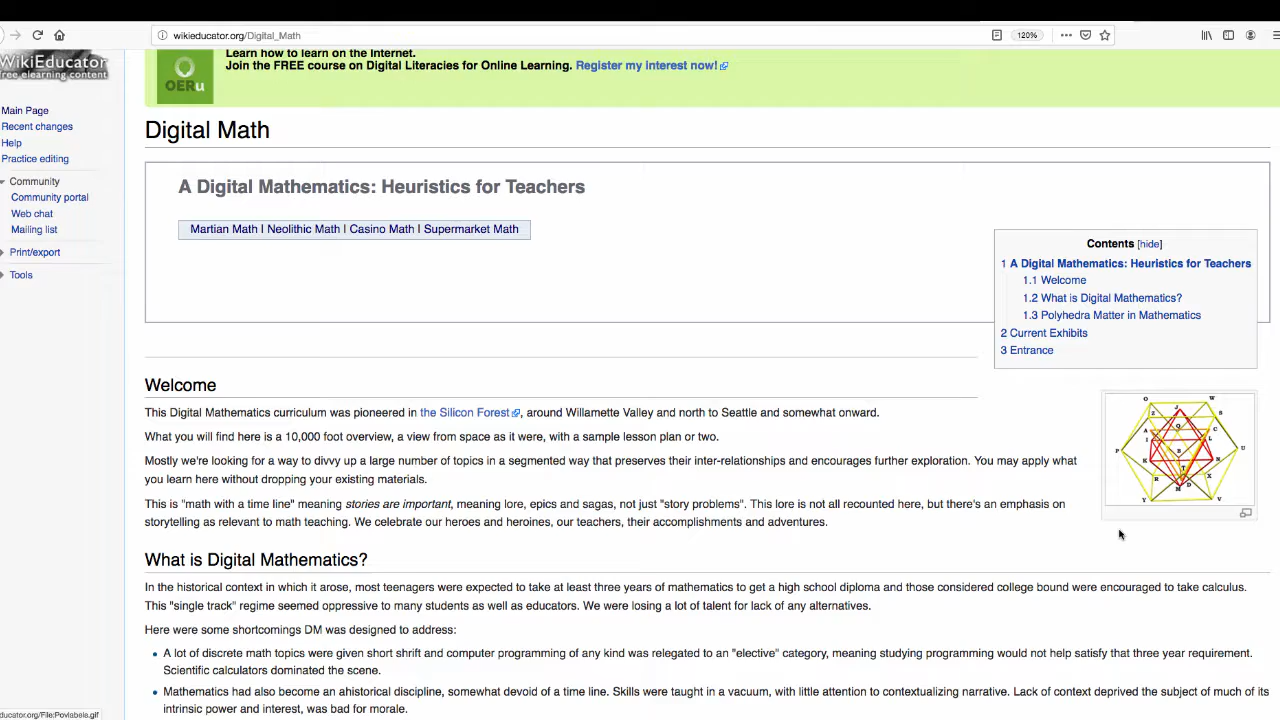 wikieducator.org/Digital_Math
120%
WikiEducator
free elearning content
Main Page
Recent changes
Help
Practice editing
Community
Community portal
Web chat
Mailing list
Print/export
Tools
OERu
Learn how to learn on the Internet.
Join the FREE course on Digital Literacies for Online Learning. Register my interest now!
Digital Math
A Digital Mathematics: Heuristics for Teachers
Martian Math | Neolithic Math | Casino Math | Supermarket Math
Contents [hide]
1 A Digital Mathematics: Heuristics for Teachers
1.1 Welcome
1.2 What is Digital Mathematics?
1.3 Polyhedra Matter in Mathematics
2 Current Exhibits
3 Entrance
Welcome
This Digital Mathematics curriculum was pioneered in the Silicon Forest, around Willamette Valley and north to Seattle and somewhat onward.
What you will find here is a 10,000 foot overview, a view from space as it were, with a sample lesson plan or two.
Mostly we're looking for a way to divvy up a large number of topics in a segmented way that preserves their inter-relationships and encourages further exploration. You may apply what
you learn here without dropping your existing materials.
This is "math with a time line" meaning stories are important, meaning lore, epics and sagas, not just "story problems". This lore is not all recounted here, but there's an emphasis on
storytelling as relevant to math teaching. We celebrate our heroes and heroines, our teachers, their accomplishments and adventures.
What is Digital Mathematics?
In the historical context in which it arose, most teenagers were expected to take at least three years of mathematics to get a high school diploma and those considered college bound were encouraged to take calculus.
This "single track" regime seemed oppressive to many students as well as educators. We were losing a lot of talent for lack of any alternatives.
Here were some shortcomings DM was designed to address:
A lot of discrete math topics were given short shrift and computer programming of any kind was relegated to an "elective" category, meaning studying programming would not help satisfy that three year requirement.
Scientific calculators dominated the scene.
Mathematics had also become an ahistorical discipline, somewhat devoid of a time line. Skills were taught in a vacuum, with little attention to contextualizing narrative. Lack of context deprived the subject of much of its
intrinsic power and interest, was bad for morale.
educator.org/File:Povlabels.gif